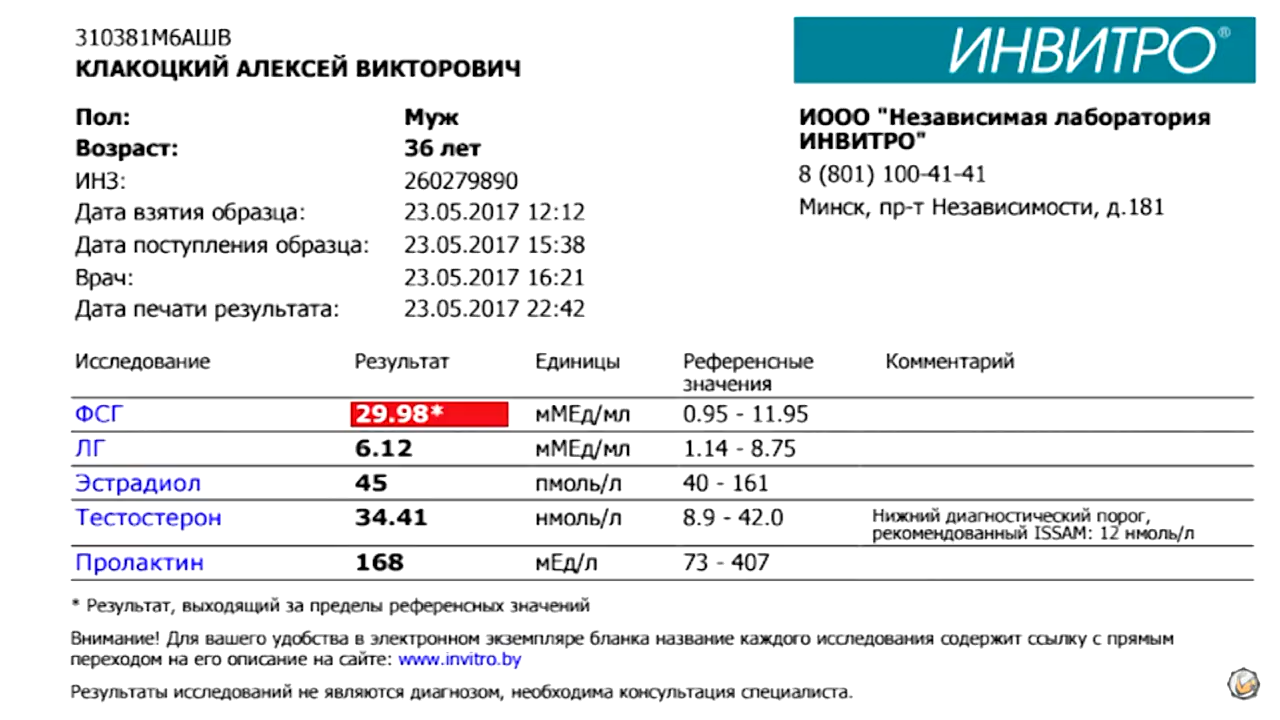 310381М6АШВ
КЛАКОЦКИЙ АЛЕКСЕЙ ВИКТОРОВИЧ
ИНВИТРО®
Пол: Муж
Возраст: 36 лет
ИНЗ: 260279890
Дата взятия образца: 23.05.2017 12:12
Дата поступления образца: 23.05.2017 15:38
Врач: 23.05.2017 16:21
Дата печати результата: 23.05.2017 22:42
ИООО "Независимая лаборатория
ИНВИТРО"
8 (801) 100-41-41
Минск, пр-т Независимости, д.181
Исследование Результат Единицы Референсные Комментарий
значения
ФСГ 29.98* мМЕд/мл 0.95 - 11.95
ЛГ 6.12 мМЕд/мл 1.14 - 8.75
Эстрадиол 45 пмоль/л 40 - 161
Тестостерон 34.41 нмоль/л 8.9 - 42.0 Нижний диагностический порог,
рекомендованный ISSAM: 12 нмоль/л
Пролактин 168 мЕд/л 73 - 407
* Результат, выходящий за пределы референсных значений
Внимание! Для вашего удобства в электронном экземпляре бланка название каждого исследования содержит ссылку с прямым
переходом на его описание на сайте: www.invitro.by
Результаты исследований не являются диагнозом, необходима консультация специалиста.